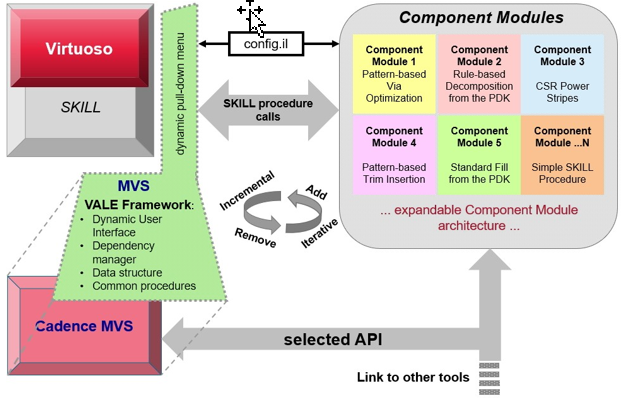 Virtuoso
SKILL
dynamic pull-down menu
config.il
SKILL procedure
calls
Component Modules
Component
Module 1
Pattern-based
Via
Optimization
Component
Module 2
Rule-based
Decomposition
from the PDK
Component
Module 3
CSR Power
Stripes
Component
Module 4
Pattern-based
Trim Insertion
Component
Module 5
Standard Fill
from the PDK
Component
Module ...N
Simple SKILL
Procedure
... expandable Component Module
architecture ...
MVS
VALE Framework:
• Dynamic User
Interface
• Dependency
manager
• Data structure
• Common procedures
Incremental
Add
Remove
Iterative
Cadence MVS
selected API
Link to other tools